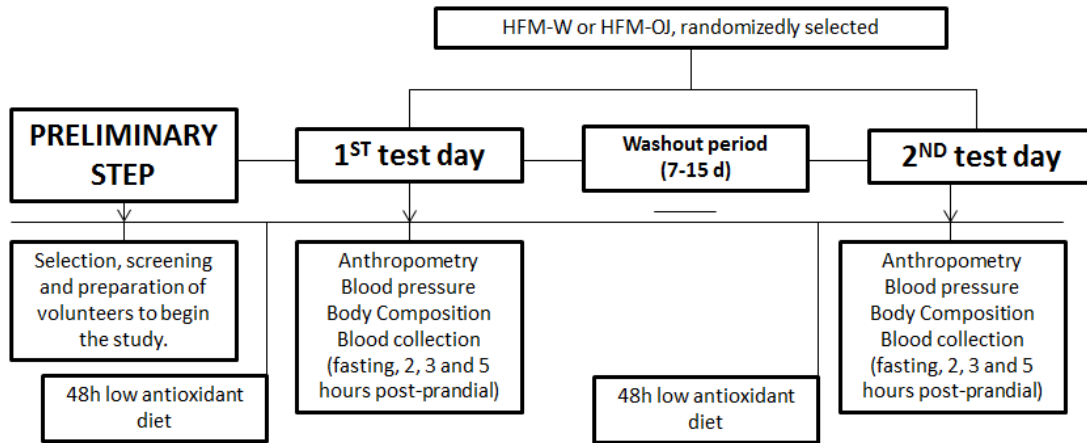 HFM-W or HFM-OJ, randomizedly selected
PRELIMINARY
STEP
1ST test day
Washout period
(7-15 d)
2ND test day
Selection, screening
and preparation of
volunteers to begin
the study.
48h low antioxidant
diet
Anthropometry
Blood pressure
Body Composition
Blood collection
(fasting, 2, 3 and 5
hours post-prandial)
48h low antioxidant
diet
Anthropometry
Blood pressure
Body Composition
Blood collection
(fasting, 2, 3 and 5
hours post-prandial)